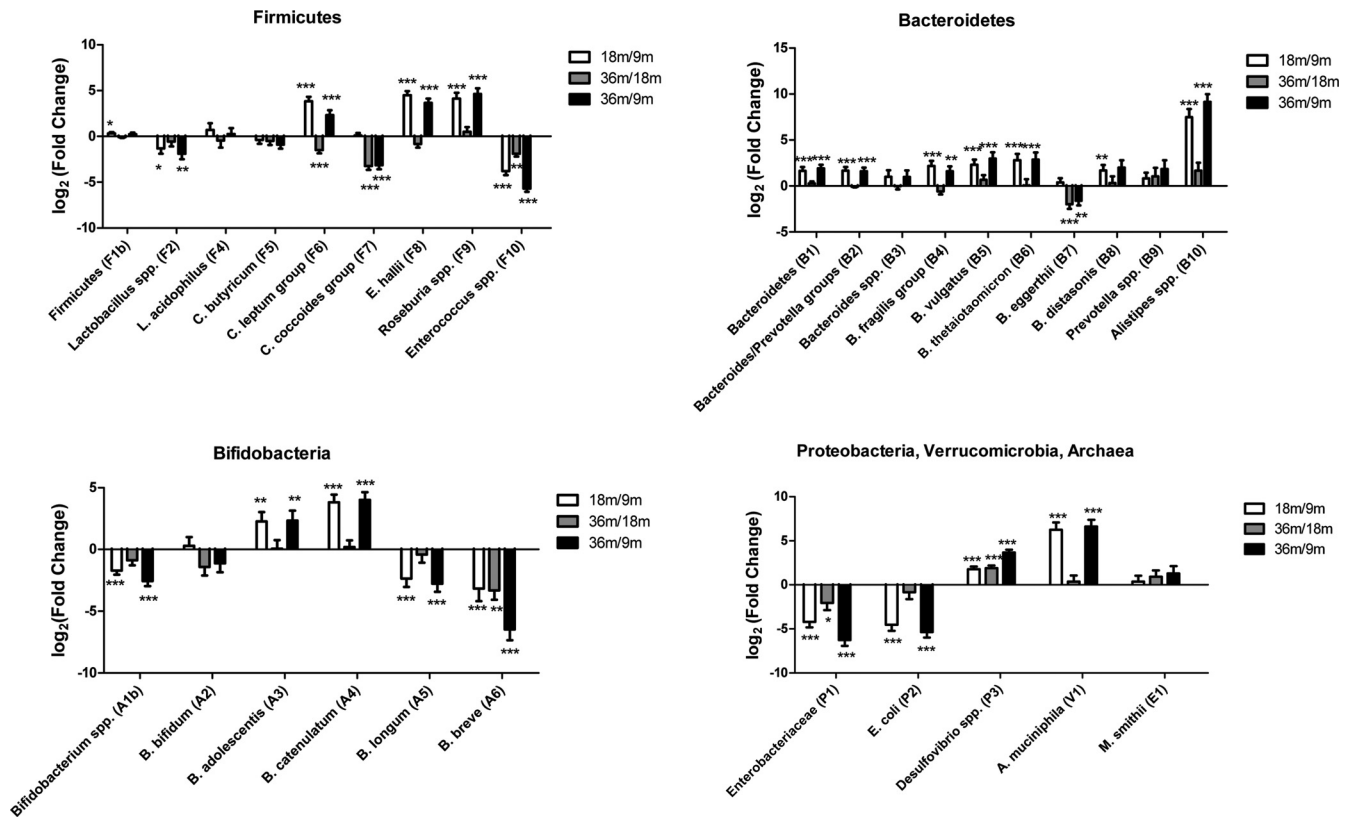 Firmicutes
log2 (Fold Change)
10
5
0
-5
-10
18m/9m
36m/18m
36m/9m
*
*
**
***
***
***
***
***
***
***
***
***
***
**
***
Firmicutes (F1b)
Lactobacillus spp. (F2)
L. acidophilus (F4)
C. butyricum (F5)
C. leptum group (F6)
C. coccoides group (F7)
E. hallii (F8)
Roseburia spp. (F9)
Enterococcus spp. (F10)
Bacteroidetes
log2 (Fold Change)
15
10
5
0
-5
18m/9m
36m/18m
36m/9m
***
***
***
***
***
**
***
***
***
***
***
**
**
***
***
Bacteroidetes (B1)
Bacteroides/Prevotella groups (B2)
Bacteroides spp. (B3)
B. fragilis group (B4)
B. vulgatus (B5)
B. thetaiotaomicron (B6)
B. eggerthii (B7)
B. distasonis (B8)
Prevotella spp. (B9)
Alistipes spp. (B10)
Bifidobacteria
log2(Fold Change)
5
0
-5
-10
18m/9m
36m/18m
36m/9m
***
***
**
**
***
***
***
***
***
**
***
Bifidobacterium spp. (A1b)
B. bifidum (A2)
B. adolescentis (A3)
B. catenulatum (A4)
B. longum (A5)
B. breve (A6)
Proteobacteria, Verrucomicrobia, Archaea
log2 (Fold Change)
10
5
0
-5
-10
18m/9m
36m/18m
36m/9m
***
*
***
***
***
***
***
***
***
***
Enterobacteriaceae (P1)
E. coli (P2)
Desulfovibrio spp. (P3)
A. muciniphila (V1)
M. smithii (E1)